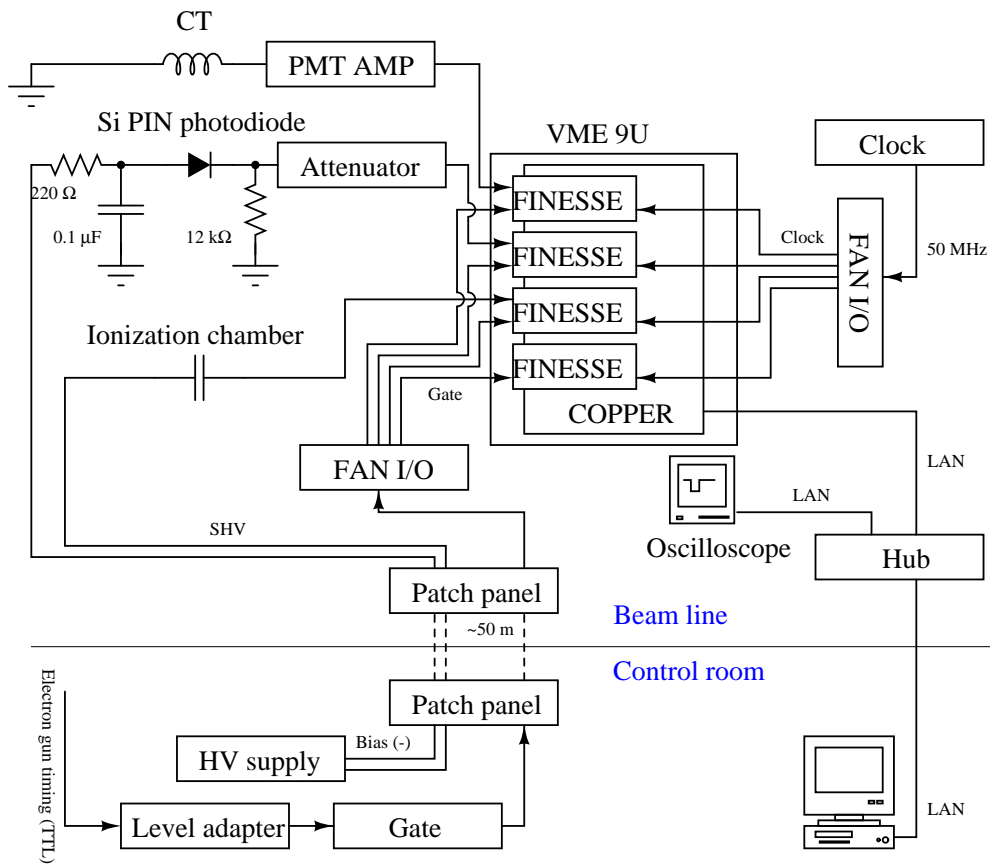 CT
PMT AMP
Si PIN photodiode
VME 9U
Clock
Attenuator
220 Ω
0.1 μF
12 kΩ
FINESSE
FINESSE
FINESSE
FINESSE
COPPER
Clock
FAN I/O
50 MHz
Ionization chamber
Gate
FAN I/O
LAN
LAN
SHV
Oscilloscope
Hub
Patch panel
~50 m
Beam line
Control room
Electron gun timing (TTL)
Patch panel
Bias (-)
HV supply
Level adapter
Gate
LAN